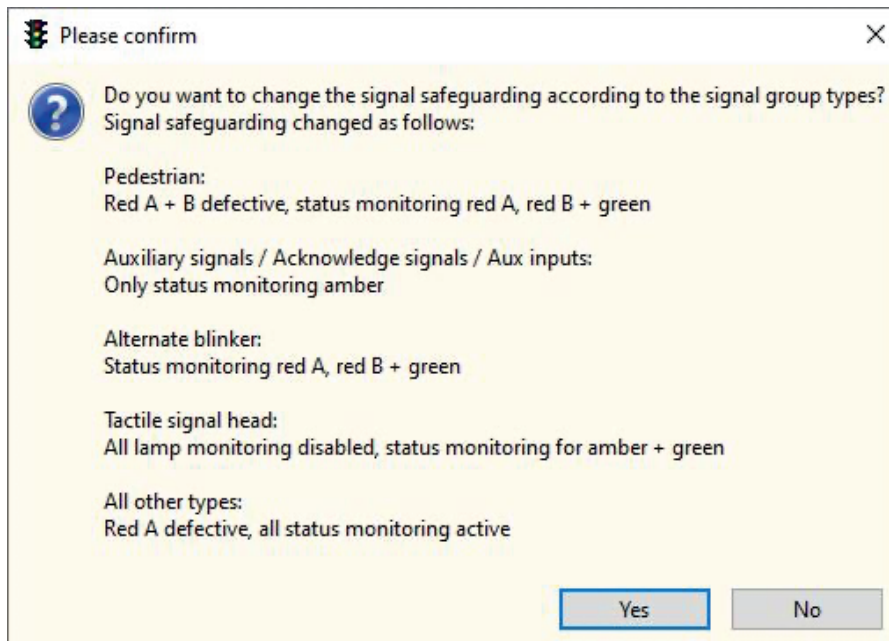 Please confirm
Do you want to change the signal safeguarding according to the signal group types?
Signal safeguarding changed as follows:
Pedestrian:
Red A + B defective, status monitoring red A, red B + green
Auxiliary signals / Acknowledge signals / Aux inputs:
Only status monitoring amber
Alternate blinker:
Status monitoring red A, red B + green
Tactile signal head:
All lamp monitoring disabled, status monitoring for amber + green
All other types:
Red A defective, all status monitoring active
Yes No